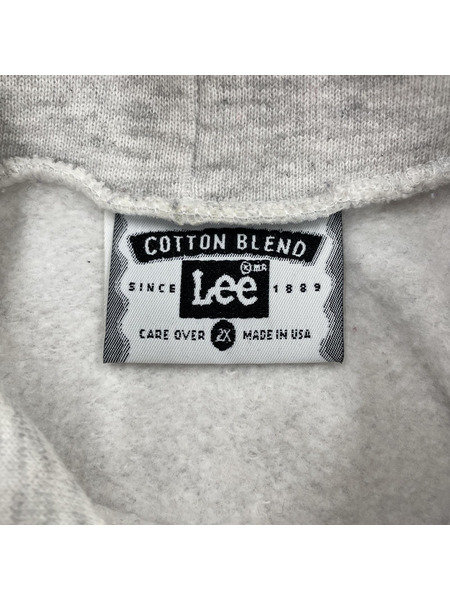 COTTON BLEND
® M.R.
SINCE Lee 1889
CARE OVER 2X MADE IN USA